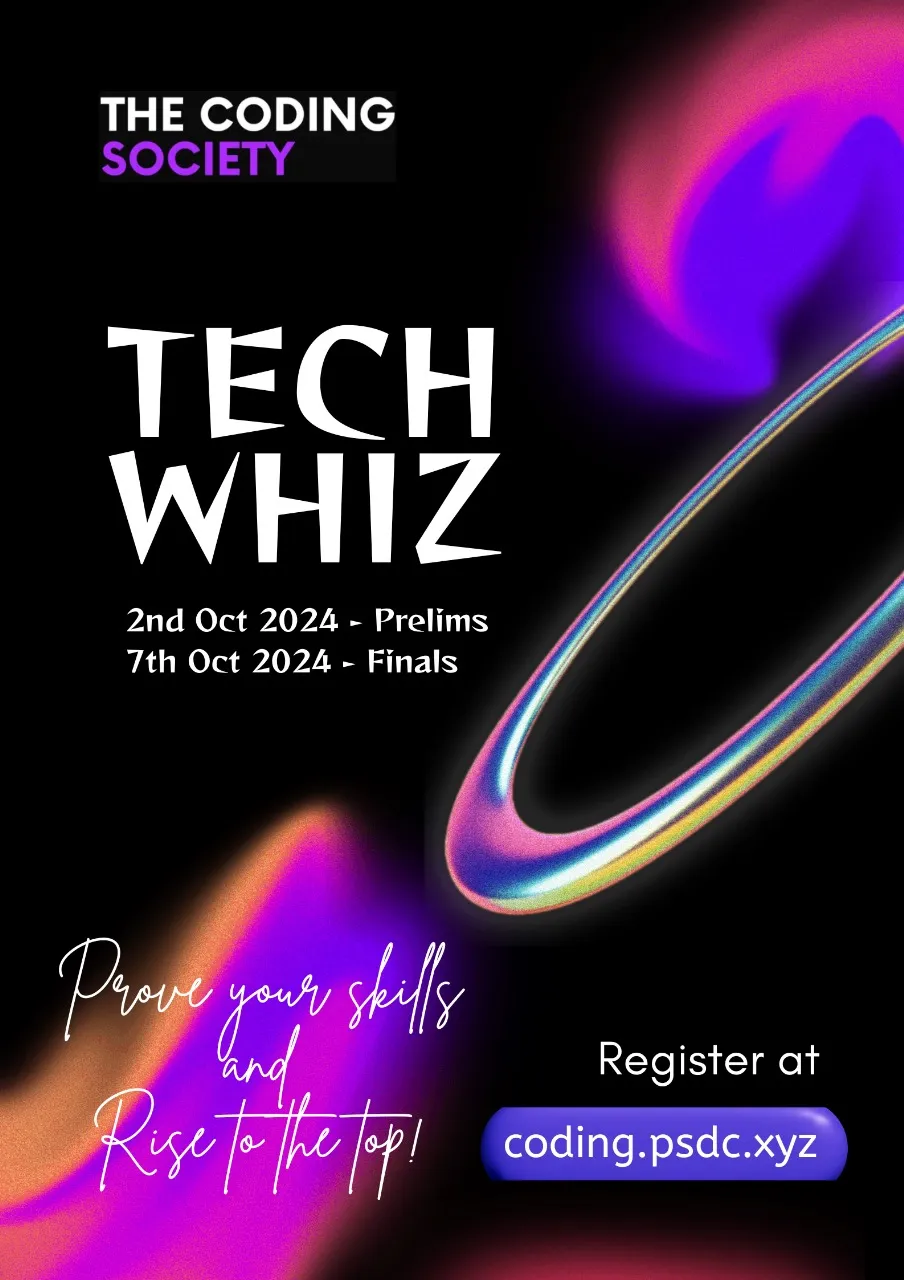 THE CODING
SOCIETY
TECH
WHIZ
2nd Oct 2024 - Prelims
7th Oct 2024 - Finals
Prove your skills
and
Rise to the top!
Register at
coding.psdc.xyz